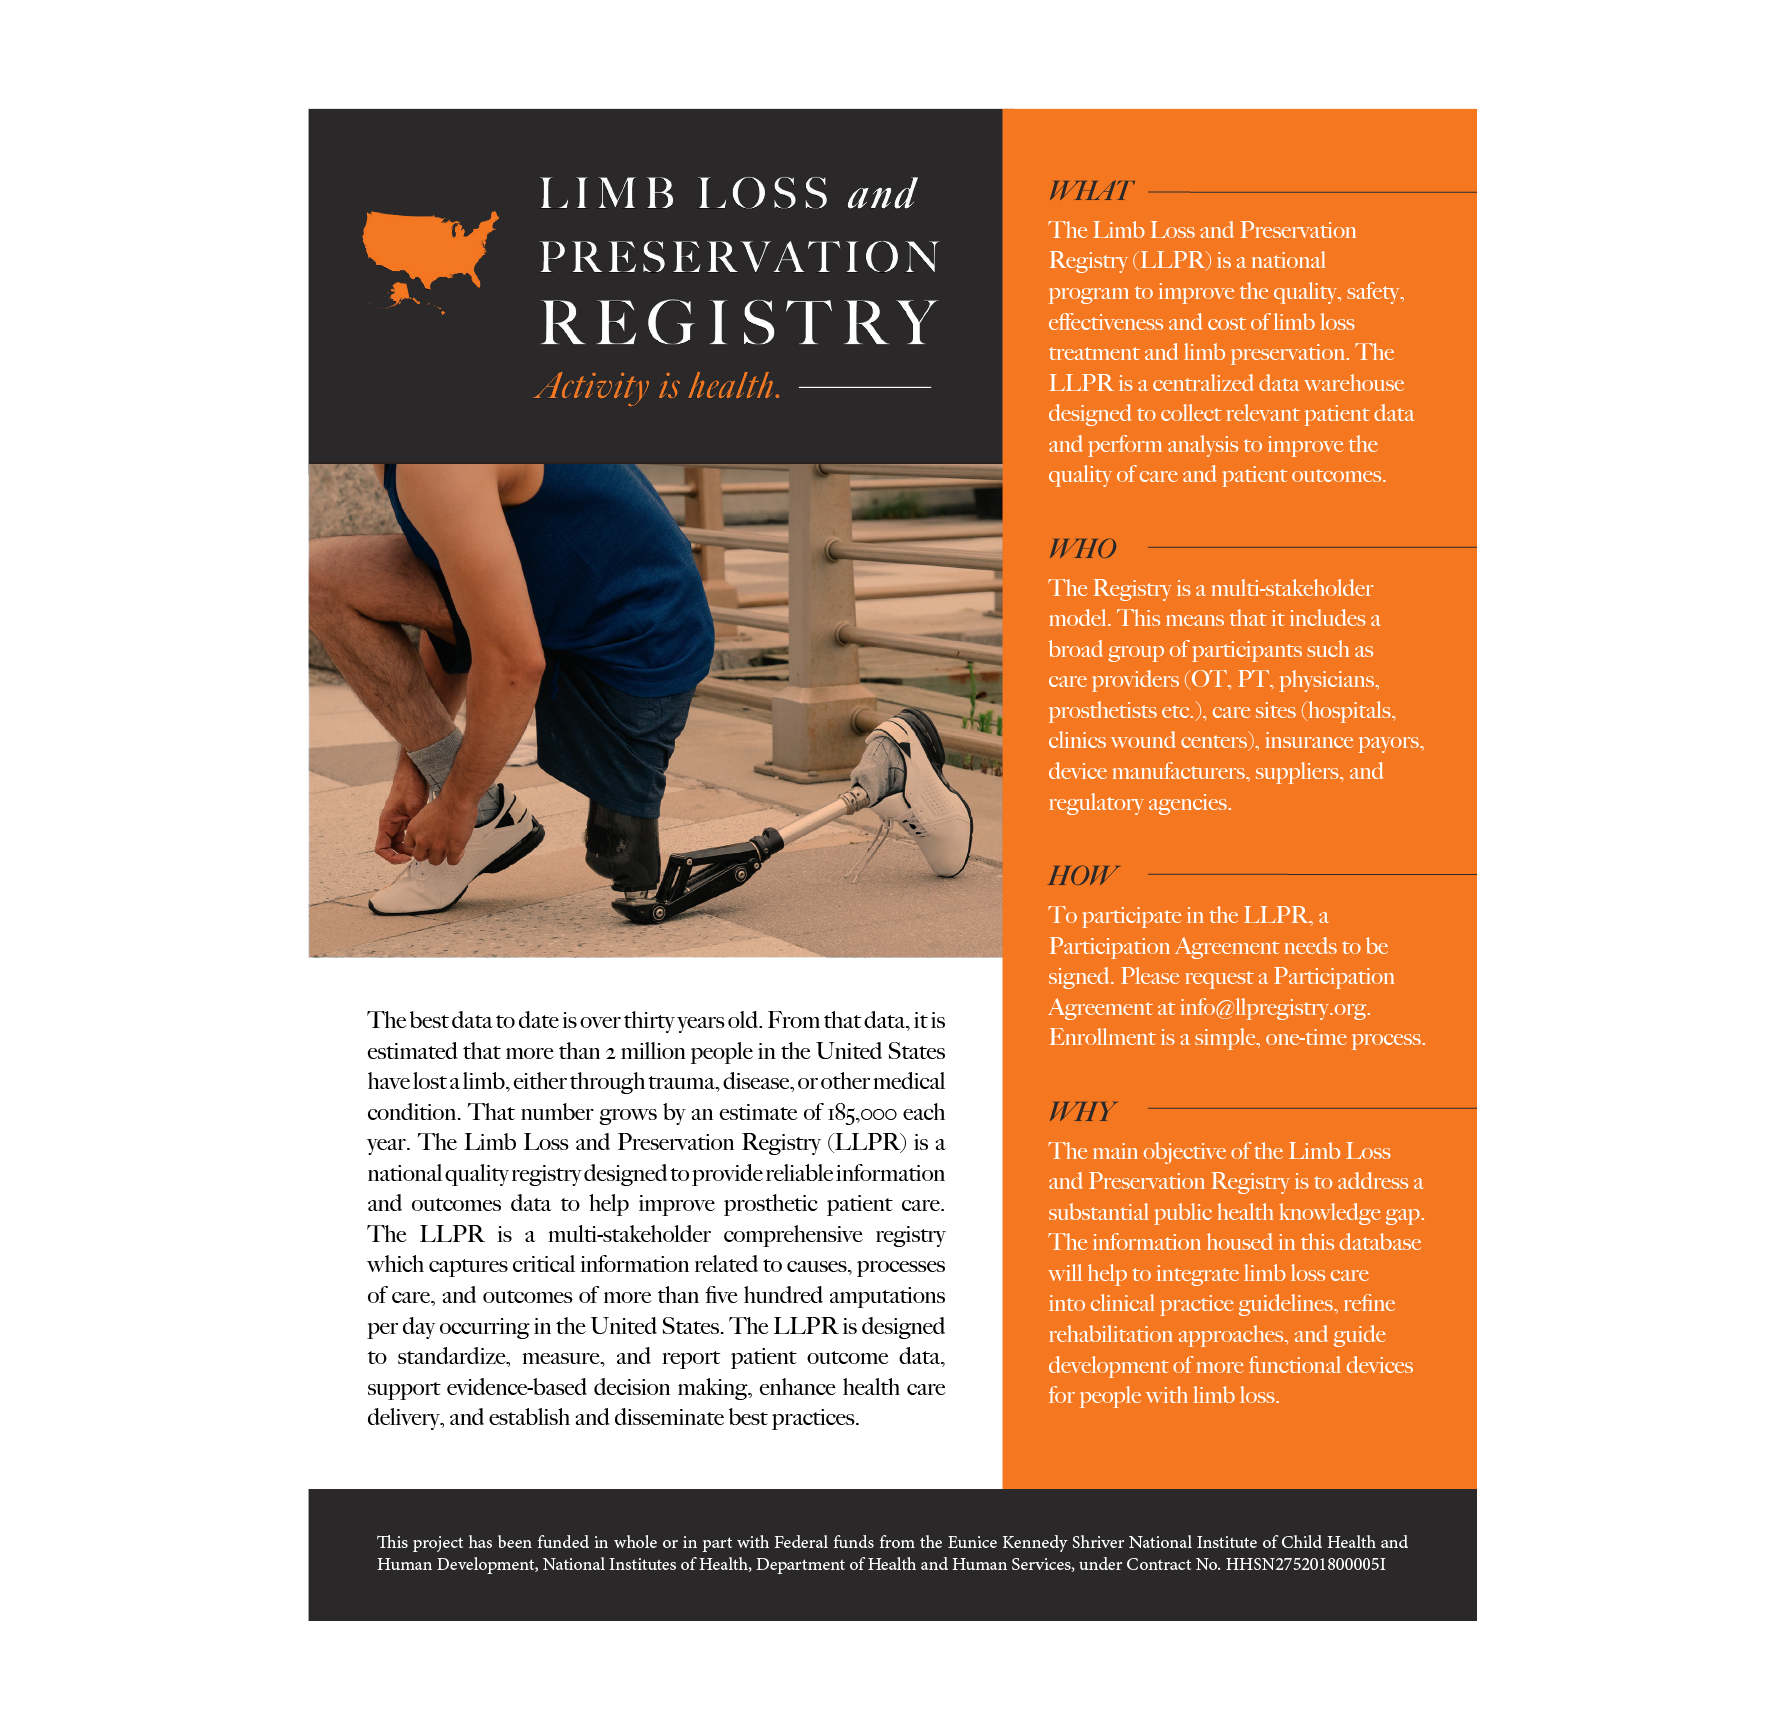 LIMB LOSS and
PRESERVATION
REGISTRY
Activity is health.
The best data to date is over thirty years old. From that data, it is
estimated that more than 2 million people in the United States
have lost a limb, either through trauma, disease, or other medical
condition. That number grows by an estimate of 185,000 each
year. The Limb Loss and Preservation Registry (LLPR) is a
national quality registry designed to provide reliable information
and outcomes data to help improve prosthetic patient care.
The LLPR is a multi-stakeholder comprehensive registry
which captures critical information related to causes, processes
of care, and outcomes of more than five hundred amputations
per day occurring in the United States. The LLPR is designed
to standardize, measure, and report patient outcome data,
support evidence-based decision making, enhance health care
delivery, and establish and disseminate best practices.
WHAT
The Limb Loss and Preservation
Registry (LLPR) is a national
program to improve the quality, safety,
effectiveness and cost of limb loss
treatment and limb preservation. The
LLPR is a centralized data warehouse
designed to collect relevant patient data
and perform analysis to improve the
quality of care and patient outcomes.
WHO
The Registry is a multi-stakeholder
model. This means that it includes a
broad group of participants such as
care providers (OT, PT, physicians,
prosthetists etc.), care sites (hospitals,
clinics wound centers), insurance payors,
device manufacturers, suppliers, and
regulatory agencies.
HOW
To participate in the LLPR, a
Participation Agreement needs to be
signed. Please request a Participation
Agreement at info@llpregistry.org.
Enrollment is a simple, one-time process.
WHY
The main objective of the Limb Loss
and Preservation Registry is to address a
substantial public health knowledge gap.
The information housed in this database
will help to integrate limb loss care
into clinical practice guidelines, refine
rehabilitation approaches, and guide
development of more functional devices
for people with limb loss.
This project has been funded in whole or in part with Federal funds from the Eunice Kennedy Shriver National Institute of Child Health and
Human Development, National Institutes of Health, Department of Health and Human Services, under Contract No. HHSN275201800005I